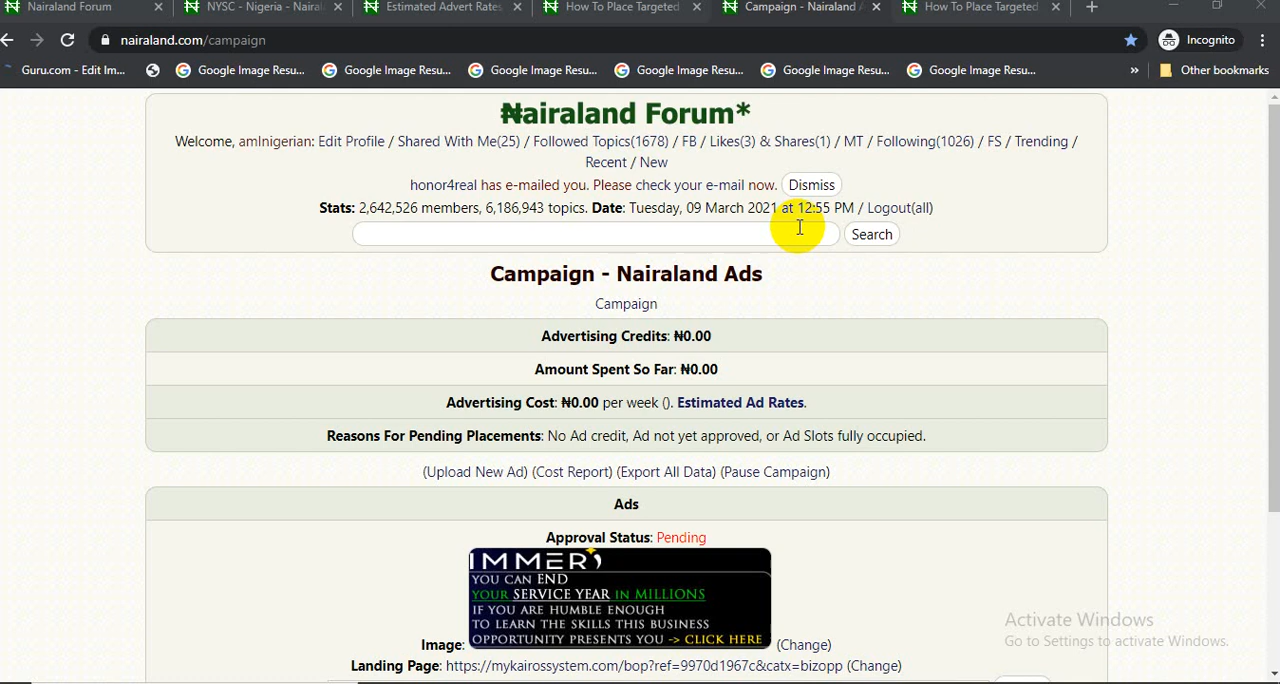 Nairaland Forum × NYSC - Nigeria - Naira × Estimated Advert Rates × How To Place Targeted × Campaign - Nairaland × How To Place Targeted × +
nairaland.com/campaign Incognito
Guru.com - Edit Im... Google Image Resu... Google Image Resu... Google Image Resu... Google Image Resu... Google Image Resu... Google Image Resu... » Other bookmarks
₦airaland Forum*
Welcome, amInigerian: Edit Profile / Shared With Me(25) / Followed Topics(1678) / FB / Likes(3) & Shares(1) / MT / Following(1026) / FS / Trending /
Recent / New
honor4real has e-mailed you. Please check your e-mail now. Dismiss
Stats: 2,642,526 members, 6,186,943 topics. Date: Tuesday, 09 March 2021 at 12:55 PM / Logout(all)
Search
Campaign - Nairaland Ads
Campaign
Advertising Credits: ₦0.00
Amount Spent So Far: ₦0.00
Advertising Cost: ₦0.00 per week (). Estimated Ad Rates.
Reasons For Pending Placements: No Ad credit, Ad not yet approved, or Ad Slots fully occupied.
(Upload New Ad) (Cost Report) (Export All Data) (Pause Campaign)
Ads
Approval Status: Pending
YOU CAN END
YOUR SERVICE YEAR IN MILLIONS
IF YOU ARE HUMBLE ENOUGH
TO LEARN THE SKILLS THIS BUSINESS
OPPORTUNITY PRESENTS YOU -> CLICK HERE
Image: (Change)
Landing Page: https://mykairossystem.com/bop?ref=9970d1967c&catx=bizopp (Change)
Activate Windows
Go to Settings to activate Windows.